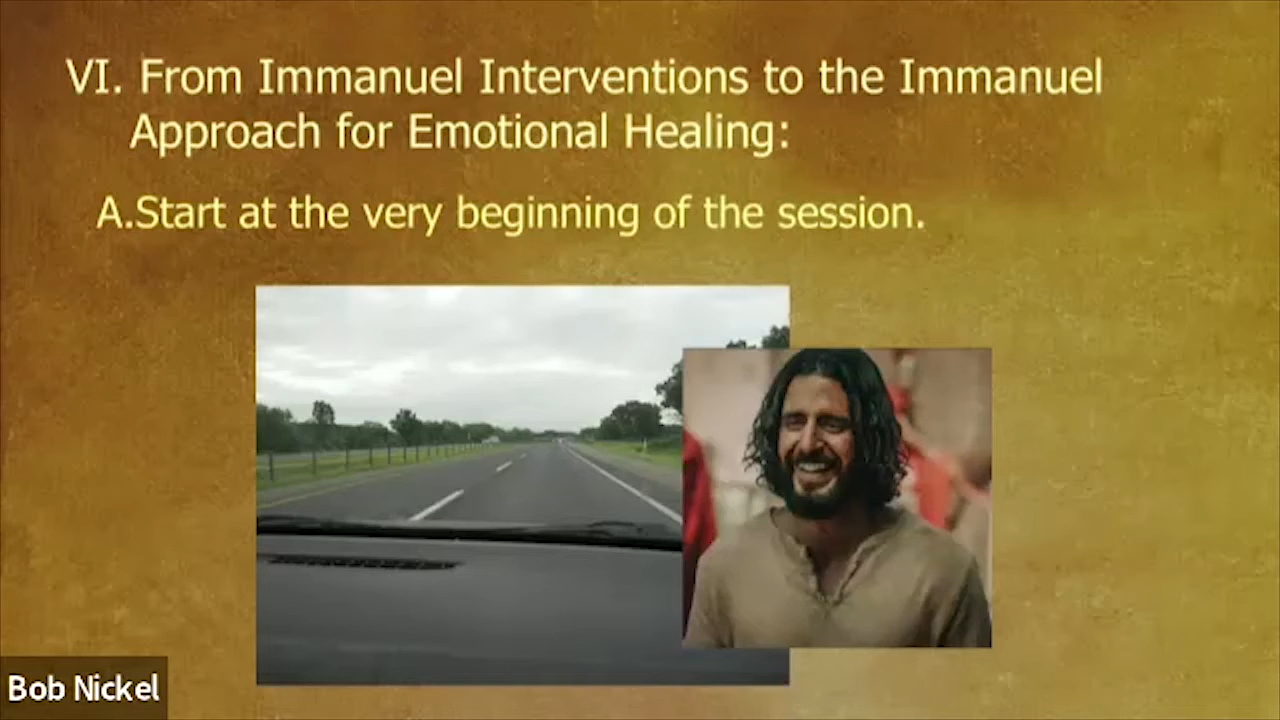 VI. From Immanuel Interventions to the Immanuel
Approach for Emotional Healing:
A.Start at the very beginning of the session.
Bob Nickel